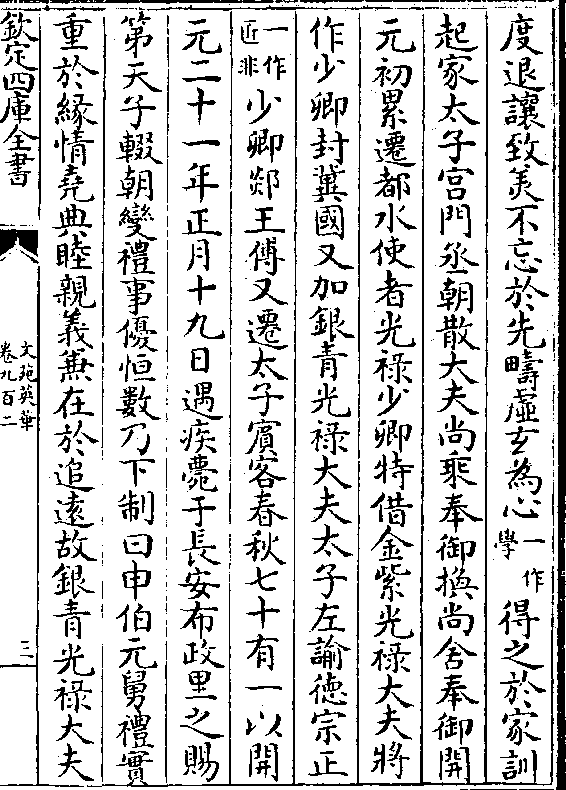 度退讓致美不忘於先疇虛玄為心一作學得之於家訓
起家太子宫門丞朝散大夫尚乘奉御換尚舍奉御開
元初累遷都水使者光祿少卿特借金紫光祿大夫將
作少卿封冀國又加銀青光祿大夫太子左諭徳宗正
一作匠非少卿郯王傅又遷太子賓客春秋七十有一以開
元二十一年正月十九日遇疾薨于長安布政里之賜
第天子輟朝變禮事優恒數乃下制曰申伯元舅禮實
重於緣情堯典睦親義兼在於追逺故銀青光祿大夫
欽定四庫全書
文苑英華
卷九百二
三